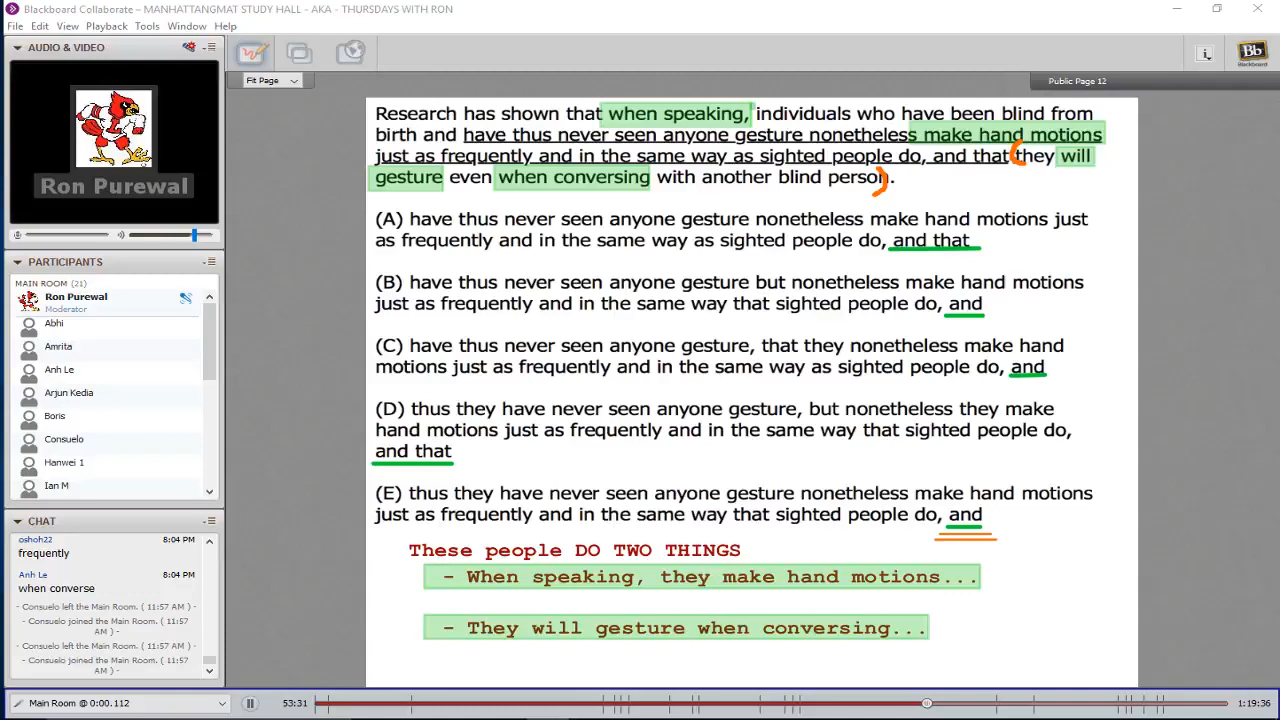 Blackboard Collaborate – MANHATTANGMAT STUDY HALL - AKA - THURSDAYS WITH RON
File Edit View Playback Tools Window Help
AUDIO & VIDEO
Ron Purewal
PARTICIPANTS
MAIN ROOM (21)
Ron Purewal
Moderator
Abhi
Amrita
Anh Le
Arjun Kedia
Boris
Consuelo
Hanwei 1
Ian M
CHAT
oshoh22 8:04 PM
frequently
Anh Le 8:04 PM
when converse
- Consuelo left the Main Room. ( 11:57 AM ) -
- Consuelo joined the Main Room. ( 11:57
AM ) -
- Consuelo left the Main Room. ( 11:57 AM ) -
- Consuelo joined the Main Room. ( 11:57
AM ) -
Main Room @ 0:00.112
53:31
1:19:36
Fit Page
Public Page 12
Bb
Blackboard
Research has shown that when speaking, individuals who have been blind from
birth and have thus never seen anyone gesture nonetheless make hand motions
just as frequently and in the same way as sighted people do, and that they will
gesture even when conversing with another blind person.
(A) have thus never seen anyone gesture nonetheless make hand motions just
as frequently and in the same way as sighted people do, and that
(B) have thus never seen anyone gesture but nonetheless make hand motions
just as frequently and in the same way that sighted people do, and
(C) have thus never seen anyone gesture, that they nonetheless make hand
motions just as frequently and in the same way as sighted people do, and
(D) thus they have never seen anyone gesture, but nonetheless they make
hand motions just as frequently and in the same way that sighted people do,
and that
(E) thus they have never seen anyone gesture nonetheless make hand motions
just as frequently and in the same way that sighted people do, and
These people DO TWO THINGS
- When speaking, they make hand motions...
- They will gesture when conversing...